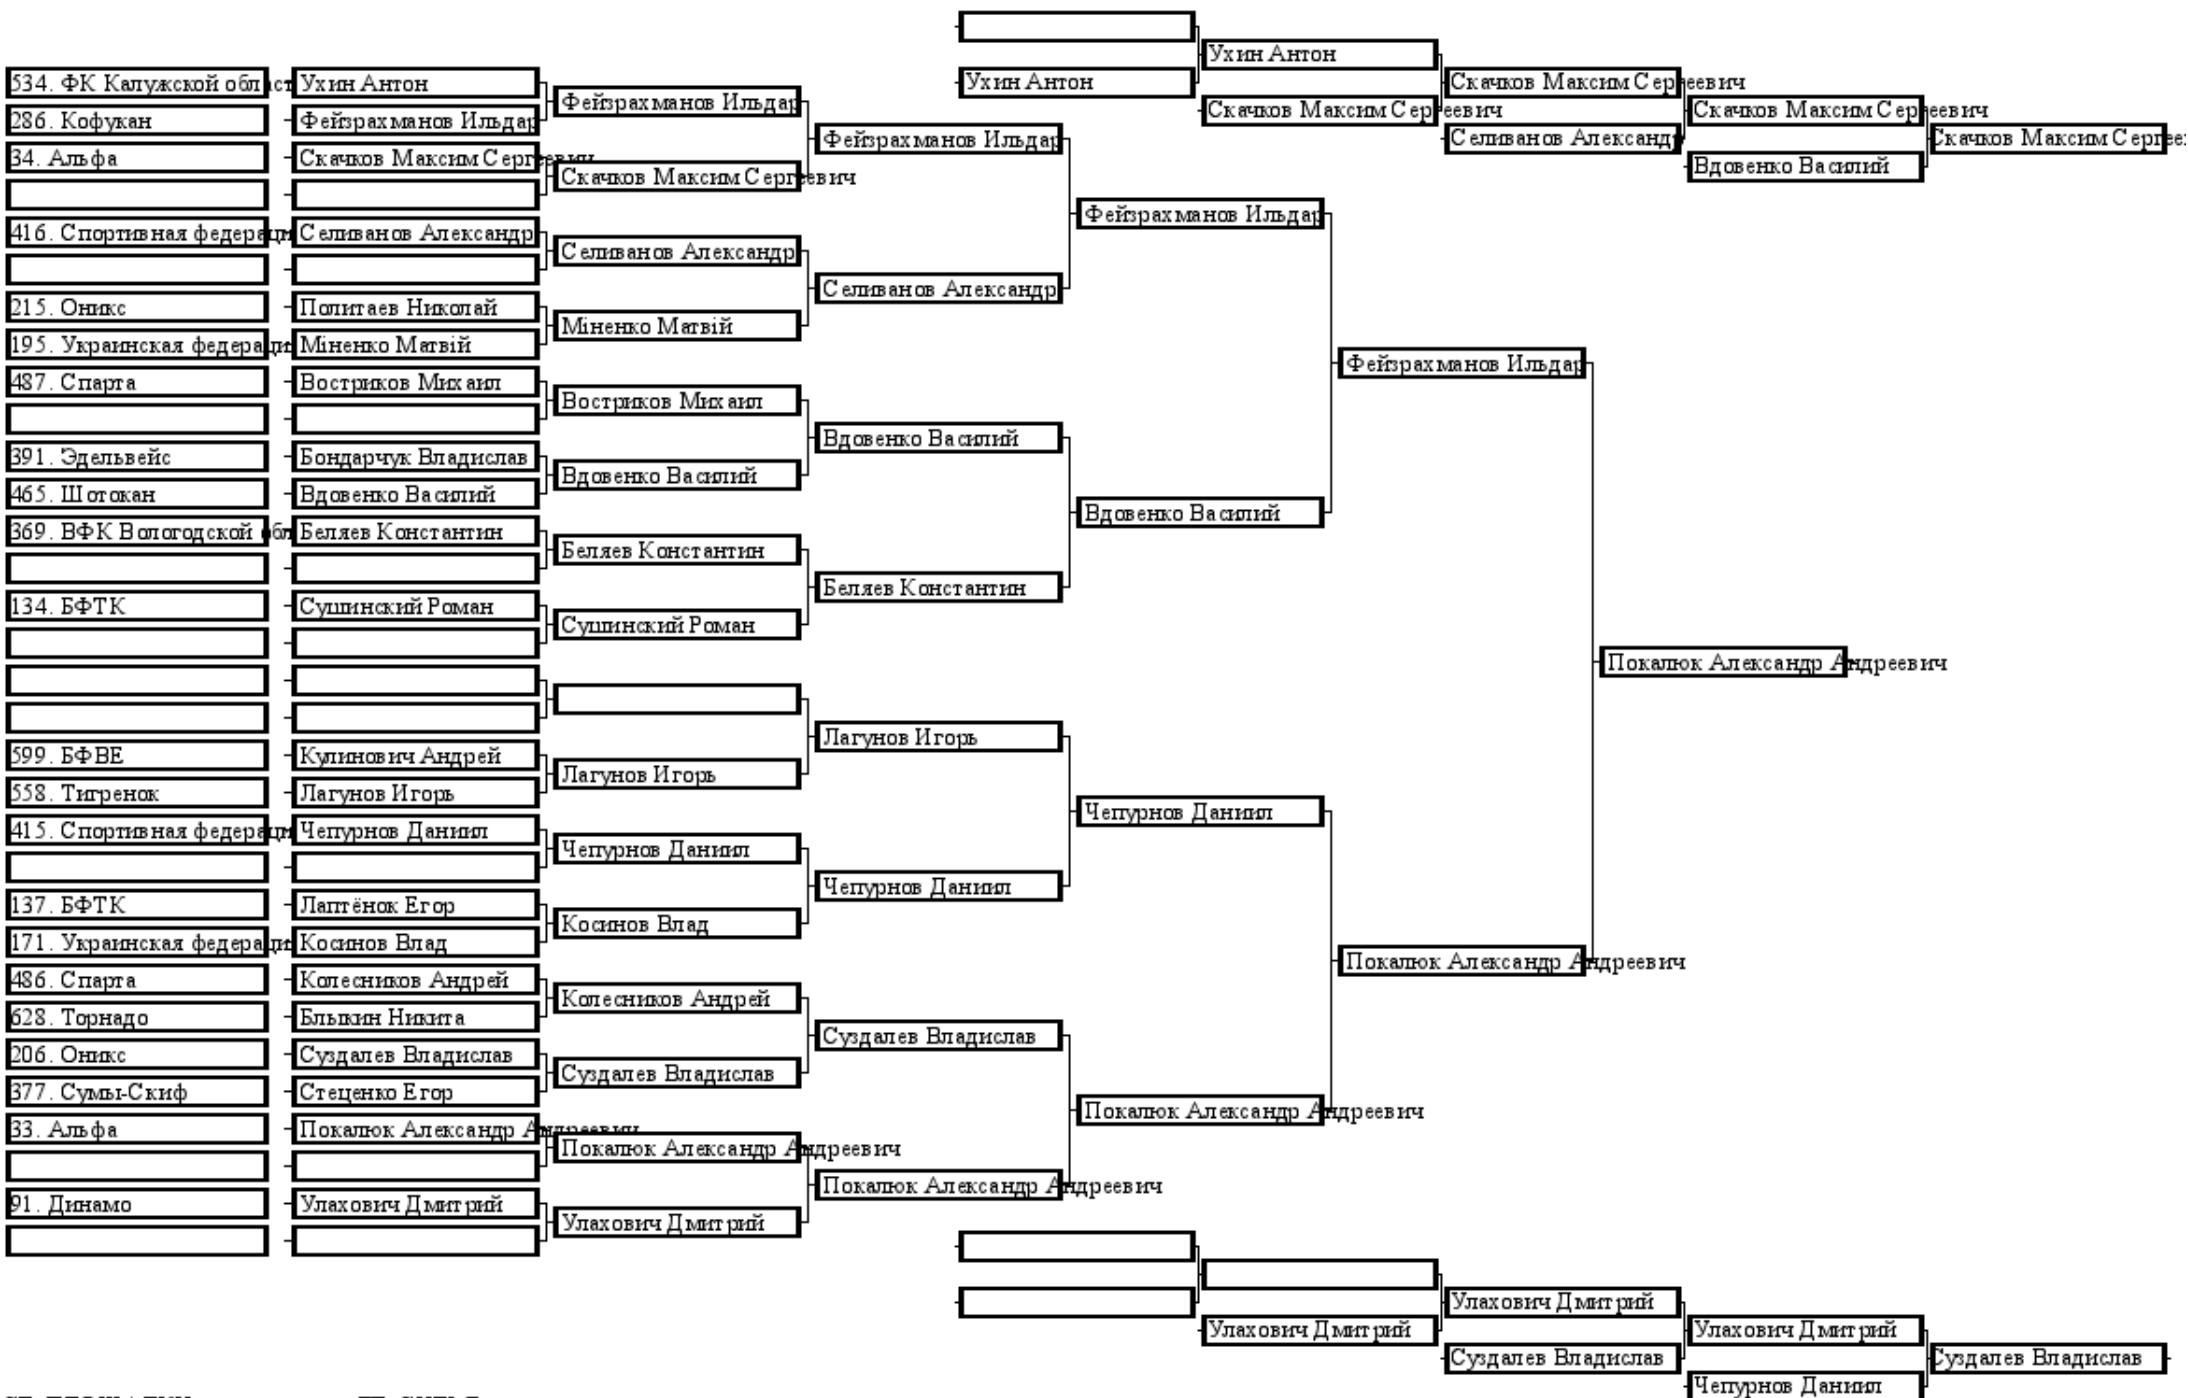 Ухин Антон
Ухин Антон
Скачков Максим Сергеевич
Скачков Максим Сергеевич
Селиванов Александр
Скачков Максим Сергеевич
Вдовенко Василий
Скачков Максим
534. ФК Калужской област
Ухин Антон
286. Кофукан
Фейзрахманов Ильдар
34. Альфа
Скачков Максим Сергеевич
416. Спортивная федераци
Селиванов Александр
215. Оникс
Политаев Николай
195. Украинская федераци
Міненко Матвій
487. Спарта
Востриков Михаил
391. Эдельвейс
Бондарчук Владислав
465. Шотокан
Вдовенко Василий
369. ВФК Вологодской обл
Беляев Константин
134. БФТК
Сушинский Роман
599. БФВЕ
Кулинович Андрей
558. Тигренок
Лагунов Игорь
415. Спортивная федераци
Чепурнов Даниил
137. БФТК
Лаптёнок Егор
171. Украинская федераци
Косинов Влад
486. Спарта
Колесников Андрей
628. Торнадо
Блыкин Никита
206. Оникс
Суздалев Владислав
377. Сумы-Скиф
Стеценко Егор
33. Альфа
Покалюк Александр Андреевич
91. Динамо
Улахович Дмитрий
Фейзрахманов Ильдар
Скачков Максим Сергеевич
Селиванов Александр
Міненко Матвій
Востриков Михаил
Вдовенко Василий
Беляев Константин
Сушинский Роман
Лагунов Игорь
Чепурнов Даниил
Косинов Влад
Колесников Андрей
Суздалев Владислав
Покалюк Александр Андреевич
Улахович Дмитрий
Фейзрахманов Ильдар
Селиванов Александр
Вдовенко Василий
Беляев Константин
Лагунов Игорь
Чепурнов Даниил
Суздалев Владислав
Покалюк Александр Андреевич
Фейзрахманов Ильдар
Вдовенко Василий
Чепурнов Даниил
Покалюк Александр Андреевич
Фейзрахманов Ильдар
Покалюк Александр Андреевич
Покалюк Александр Андреевич
Улахович Дмитрий
Улахович Дмитрий
Суздалев Владислав
Улахович Дмитрий
Чепурнов Даниил
Суздалев Владислав